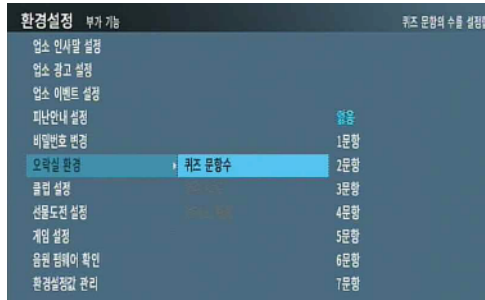 환경설정 부가 기능
퀴즈 문항의 수를 설정할
업소 인사말 설정
업소 광고 설정
업소 이벤트 설정
피난안내 설정 없음
비밀번호 변경 1문항
오락실 환경 퀴즈 문항수 2문항
클럽 설정 3문항
선물도전 설정 4문항
게임 설정 5문항
음원 펌웨어 확인 6문항
환경설정값 관리 7문항